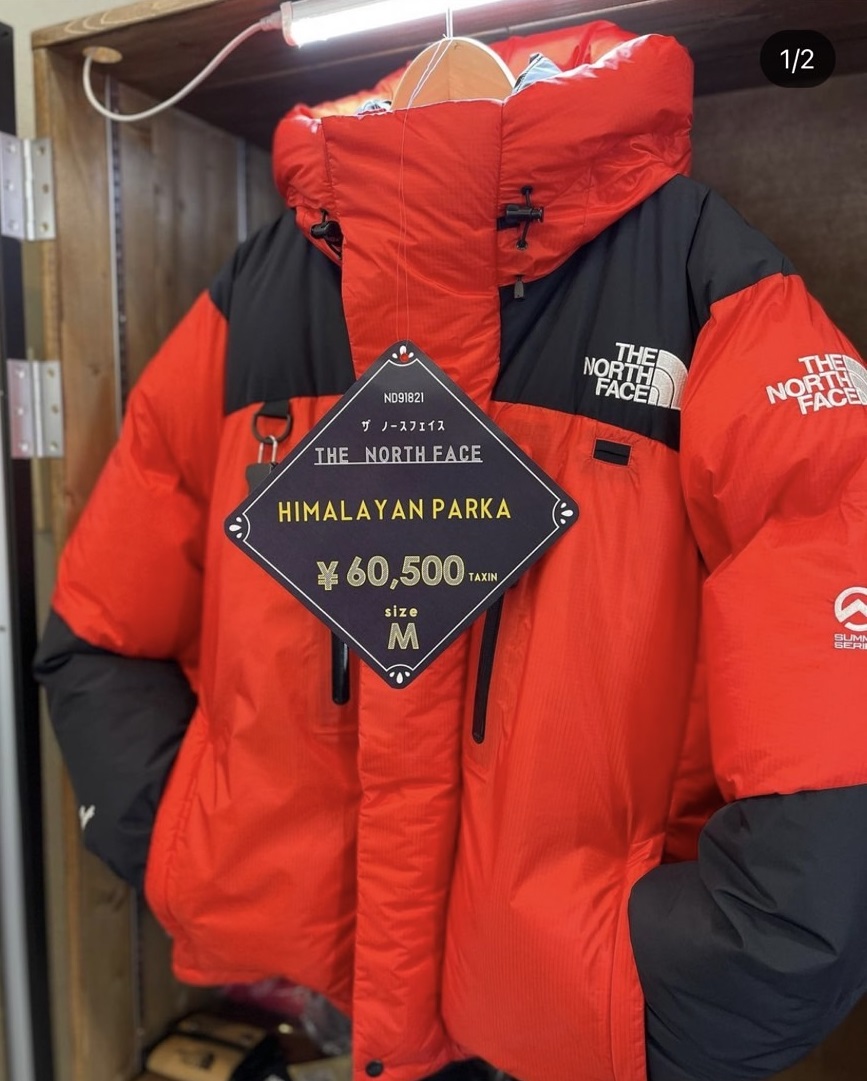 1/2
THE
NORTH
FACE
THE
NORTH
FACE
ND91821
ザ ノースフェイス
THE NORTH FACE
HIMALAYAN PARKA
¥60,500 TAXIN
size
M